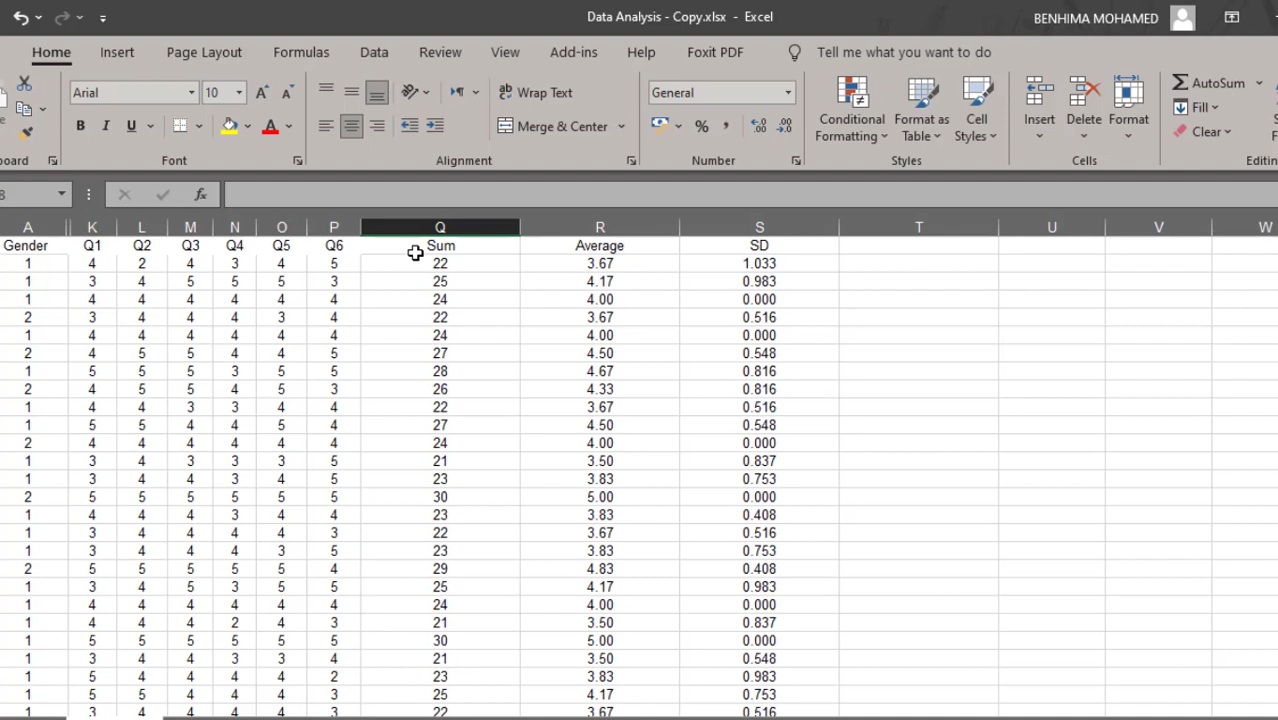 Data Analysis - Copy.xlsx - Excel
BENHIMA MOHAMED
Home Insert Page Layout Formulas Data Review View Add-ins Help Foxit PDF Tell me what you want to do
Arial 10
B I U A
Wrap Text
Merge & Center
General
% ,
Conditional Formatting
Format as Table
Cell Styles
Insert Delete Format
AutoSum
Fill
Clear
Font Alignment Number Styles Cells
fx
A K L M N O P Q R S T U V W
Gender Q1 Q2 Q3 Q4 Q5 Q6 Sum Average SD
1 4 2 4 3 4 5 22 3.67 1.033
1 3 4 5 5 5 3 25 4.17 0.983
1 4 4 4 4 4 4 24 4.00 0.000
2 3 4 4 4 3 4 22 3.67 0.516
1 4 4 4 4 4 4 24 4.00 0.000
2 4 5 5 4 4 5 27 4.50 0.548
1 5 5 5 3 5 5 28 4.67 0.816
2 4 5 5 4 5 3 26 4.33 0.816
1 4 4 3 3 4 4 22 3.67 0.516
1 5 5 4 4 5 4 27 4.50 0.548
2 4 4 4 4 4 4 24 4.00 0.000
1 3 4 3 3 3 5 21 3.50 0.837
1 3 4 4 3 4 5 23 3.83 0.753
2 5 5 5 5 5 5 30 5.00 0.000
1 4 4 4 3 4 4 23 3.83 0.408
1 3 4 4 4 4 3 22 3.67 0.516
1 3 4 4 4 3 5 23 3.83 0.753
2 5 5 5 5 5 4 29 4.83 0.408
1 3 4 5 3 5 5 25 4.17 0.983
1 4 4 4 4 4 4 24 4.00 0.000
1 4 4 4 2 4 3 21 3.50 0.837
1 5 5 5 5 5 5 30 5.00 0.000
1 3 4 4 3 3 4 21 3.50 0.548
1 5 4 4 4 4 2 23 3.83 0.983
1 5 5 4 4 4 3 25 4.17 0.753
1 3 4 4 4 4 3 22 3.67 0.516